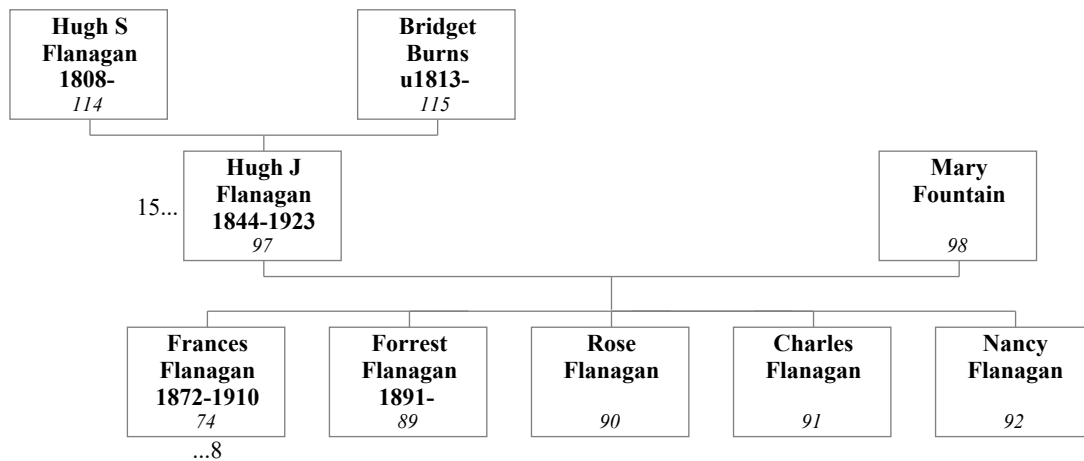 Hugh S
Flanagan
1808-
114
Bridget
Burns
u1813-
115
15...
Hugh J
Flanagan
1844-1923
97
Mary
Fountain
98
Frances
Flanagan
1872-1910
74
...8
Forrest
Flanagan
1891-
89
Rose
Flanagan
90
Charles
Flanagan
91
Nancy
Flanagan
92